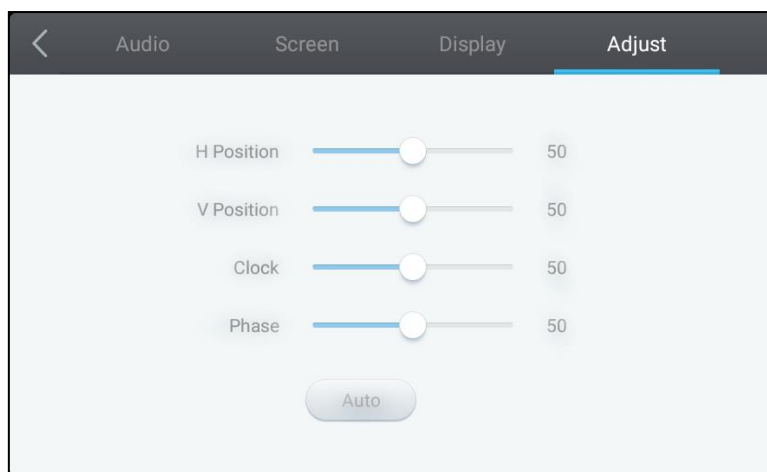 Audio Screen Display Adjust
H Position 50
V Position 50
Clock 50
Phase 50
Auto